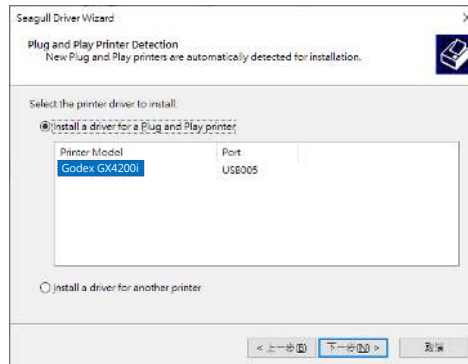 Seagull Driver Wizard
Plug and Play Printer Detection
New Plug and Play printers are automatically detected for installation.
Select the printer driver to install:
Install a driver for a Plug and Play printer
Printer Model Port
Godex GX4200i USB005
Install a driver for another printer
< 上一步(B) 下一步(N) > 取消